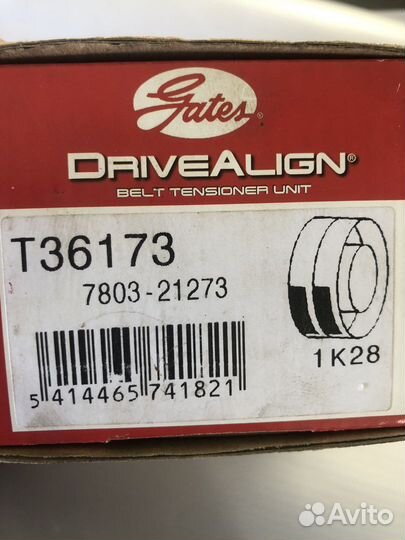 Gates®
DRIVEALIGN®
BELT TENSIONER UNIT
T36173
7803-21273
1K28
5 414465 741821
Avito